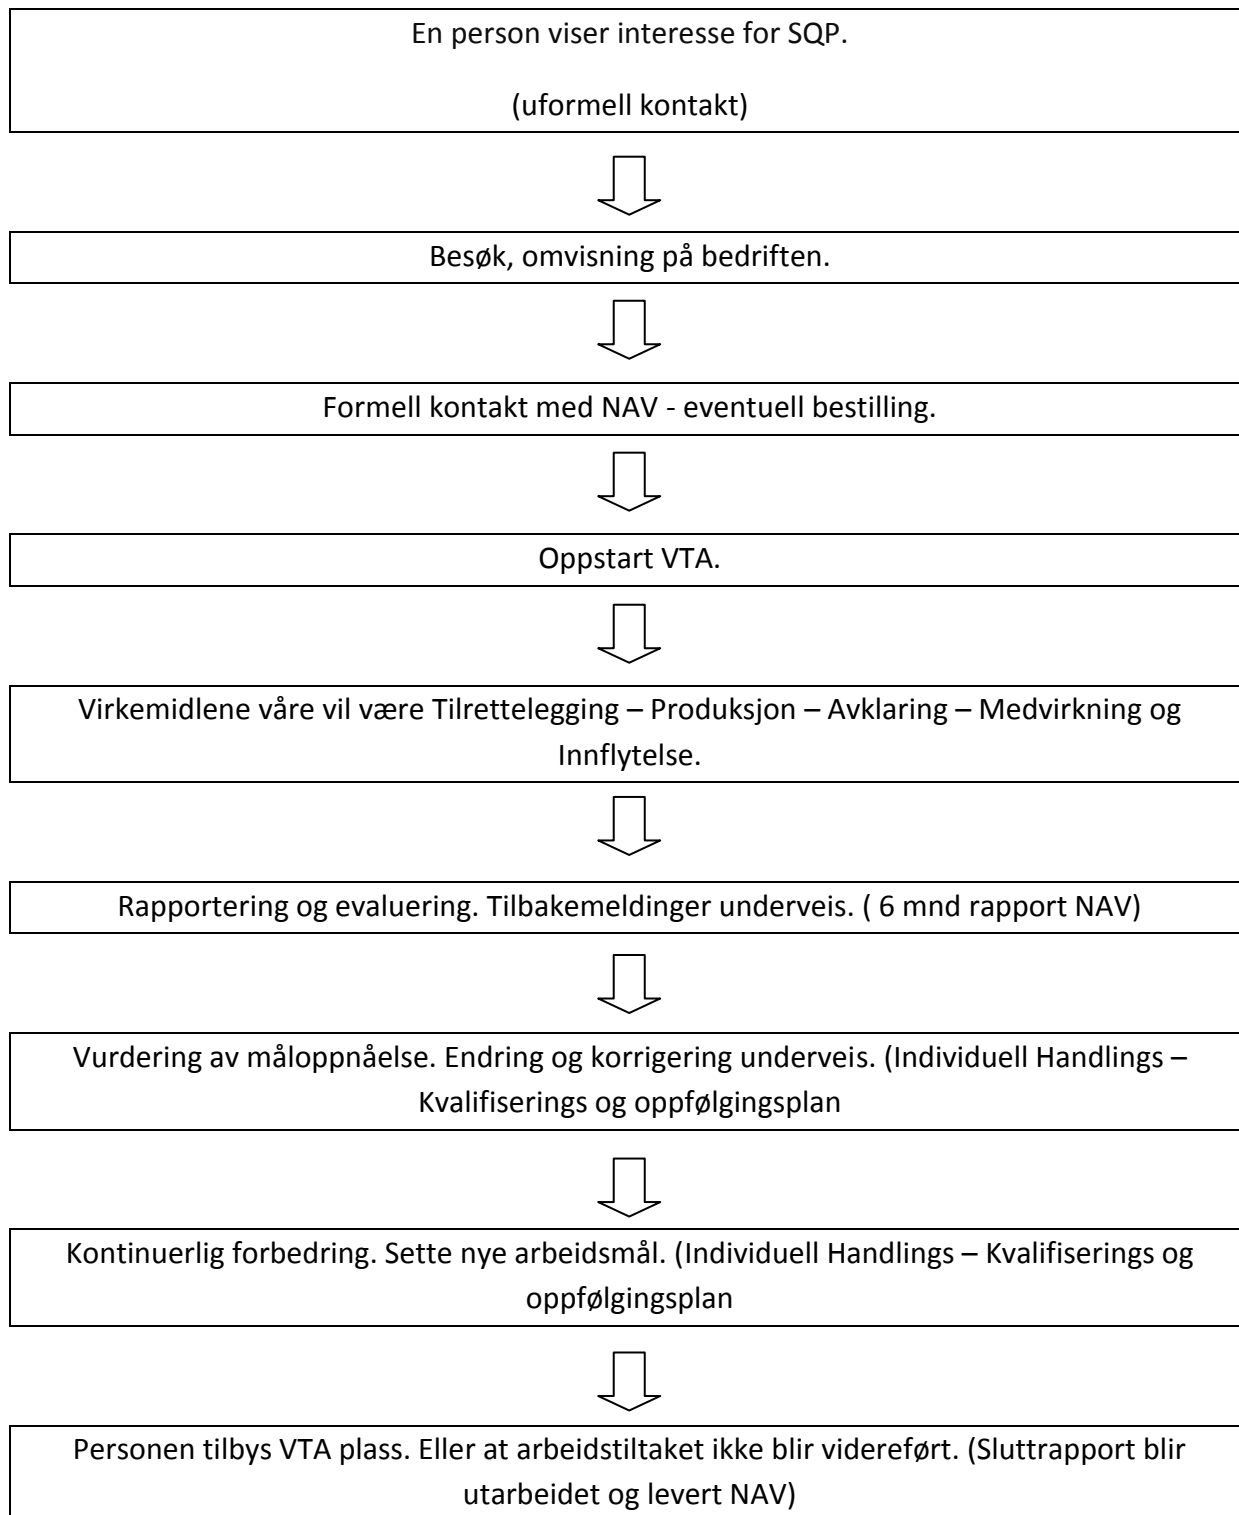 En person viser interesse for SQP.
(uformell kontakt)
Besøk, omvisning på bedriften.
Formell kontakt med NAV - eventuell bestilling.
Oppstart VTA.
Virkemidlene våre vil være Tilrettelegging – Produksjon – Avklaring – Medvirkning og
Innflytelse.
Rapportering og evaluering. Tilbakemeldinger underveis. ( 6 mnd rapport NAV)
Vurdering av måloppnåelse. Endring og korrigering underveis. (Individuell Handlings –
Kvalifiserings og oppfølgingsplan
Kontinuerlig forbedring. Sette nye arbeidsmål. (Individuell Handlings – Kvalifiserings og
oppfølgingsplan
Personen tilbys VTA plass. Eller at arbeidstiltaket ikke blir videreført. (Sluttrapport blir
utarbeidet og levert NAV)